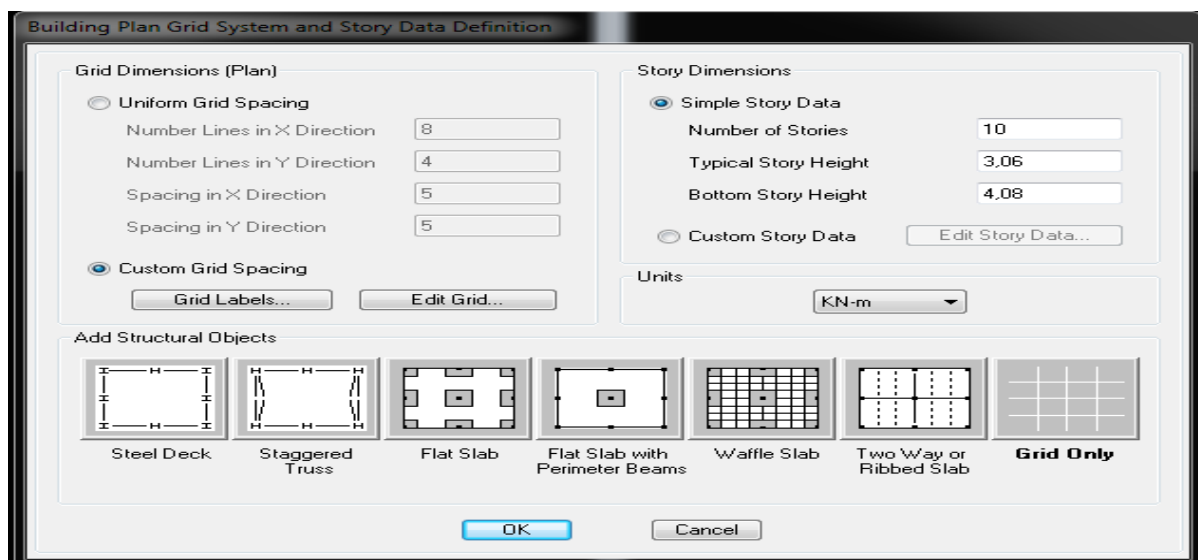 Building Plan Grid System and Story Data Definition
Grid Dimensions (Plan)
Uniform Grid Spacing
Number Lines in X Direction 8
Number Lines in Y Direction 4
Spacing in X Direction 5
Spacing in Y Direction 5
Custom Grid Spacing
Grid Labels... Edit Grid...
Story Dimensions
Simple Story Data
Number of Stories 10
Typical Story Height 3,06
Bottom Story Height 4,08
Custom Story Data Edit Story Data...
Units
KN-m
Add Structural Objects
Steel Deck
Staggered
Truss
Flat Slab
Flat Slab with
Perimeter Beams
Waffle Slab
Two Way or
Ribbed Slab
Grid Only
OK Cancel